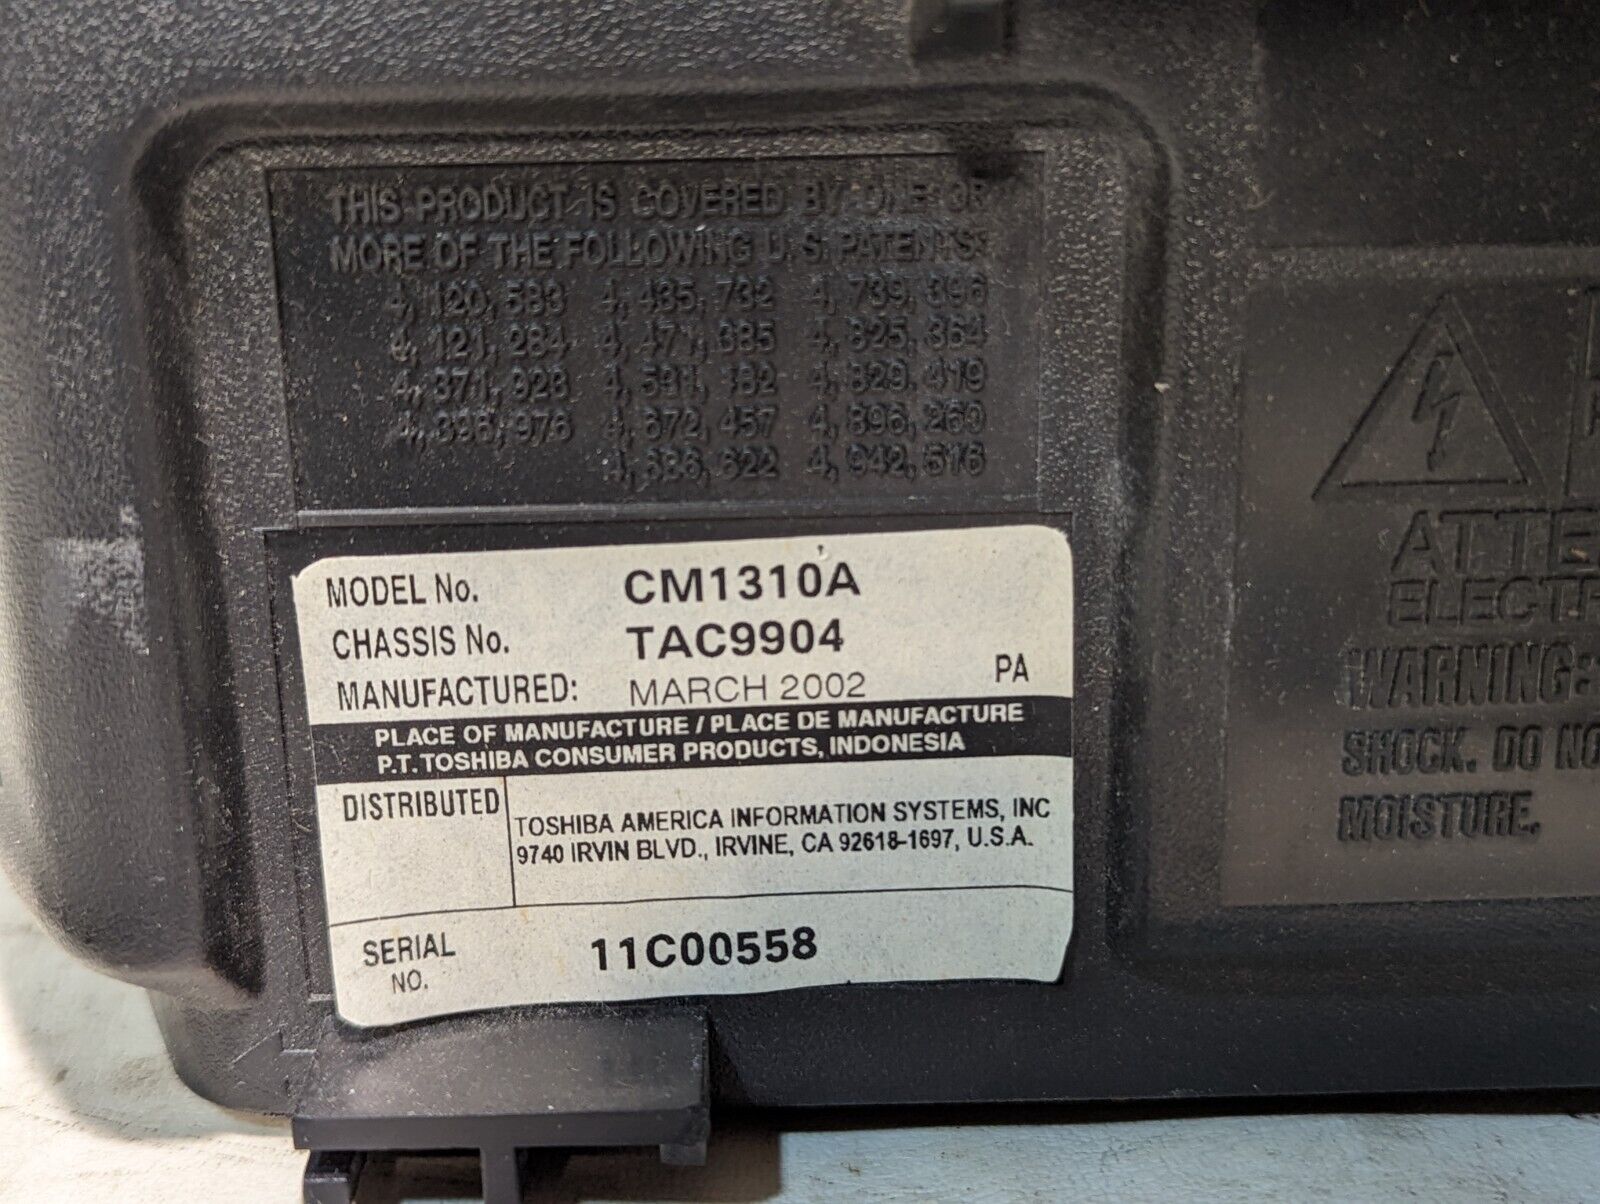 THIS PRODUCT IS COVERED BY ONE OR
MORE OF THE FOLLOWING U.S. PATENTS:
4,120,583 4,435,732 4,739,396
4,121,284 4,471,385 4,825,364
4,371,923 4,591,182 4,829,419
4,396,976 4,672,457 4,896,260
4,686,622 4,942,516
MODEL No. CM1310A
CHASSIS No. TAC9904
MANUFACTURED: MARCH 2002 PA
PLACE OF MANUFACTURE / PLACE DE MANUFACTURE
P.T. TOSHIBA CONSUMER PRODUCTS, INDONESIA
DISTRIBUTED
TOSHIBA AMERICA INFORMATION SYSTEMS, INC
9740 IRVIN BLVD., IRVINE, CA 92618-1697, U.S.A.
SERIAL
NO. 11C00558
ATTE
ELECTR
WARNING:
SHOCK. DO NO
MOISTURE.